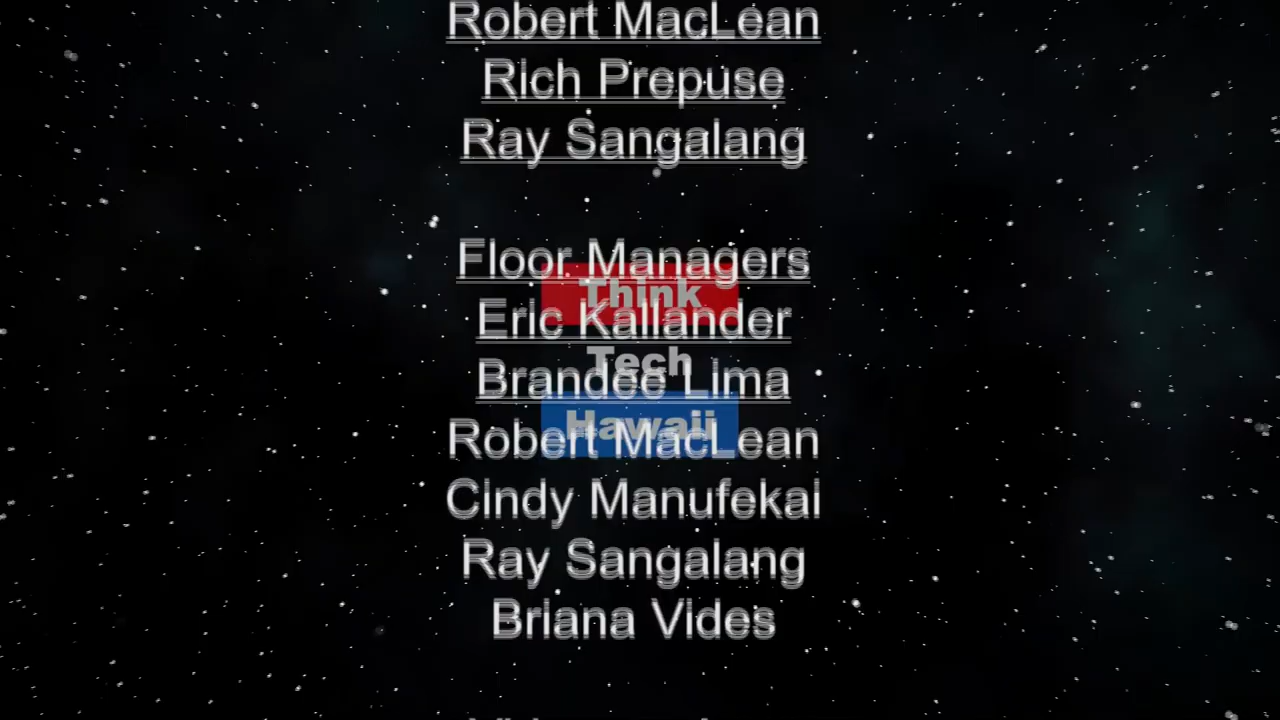 Robert MacLean
Rich Prepuse
Ray Sangalang
Floor Managers
Think
Eric Kallander
Tech
Brandee Lima
Hawaii
Robert MacLean
Cindy Manufekai
Ray Sangalang
Briana Vides